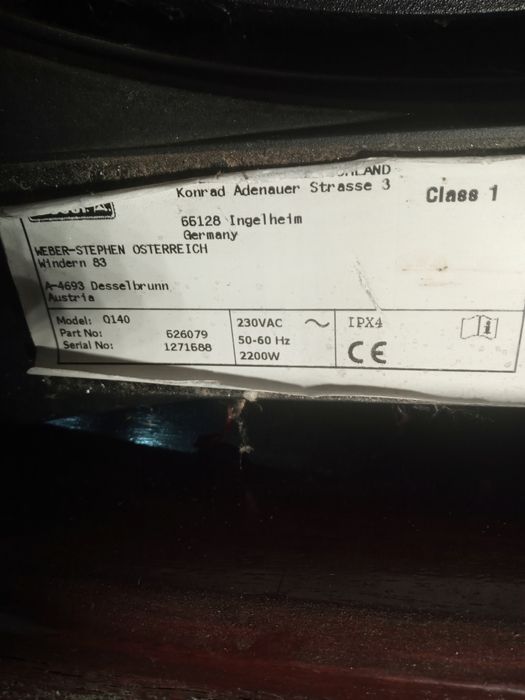 Konrad Adenauer Strasse 3
Class 1
66128 Ingelheim
Germany
WEBER-STEPHEN OSTERREICH
Windern 83
A-4693 Desselbrunn
Austria
Model: Q140
Part No: 626079
Serial No: 1271688
230VAC ~
50-60 Hz
2200W
IPX4
CE